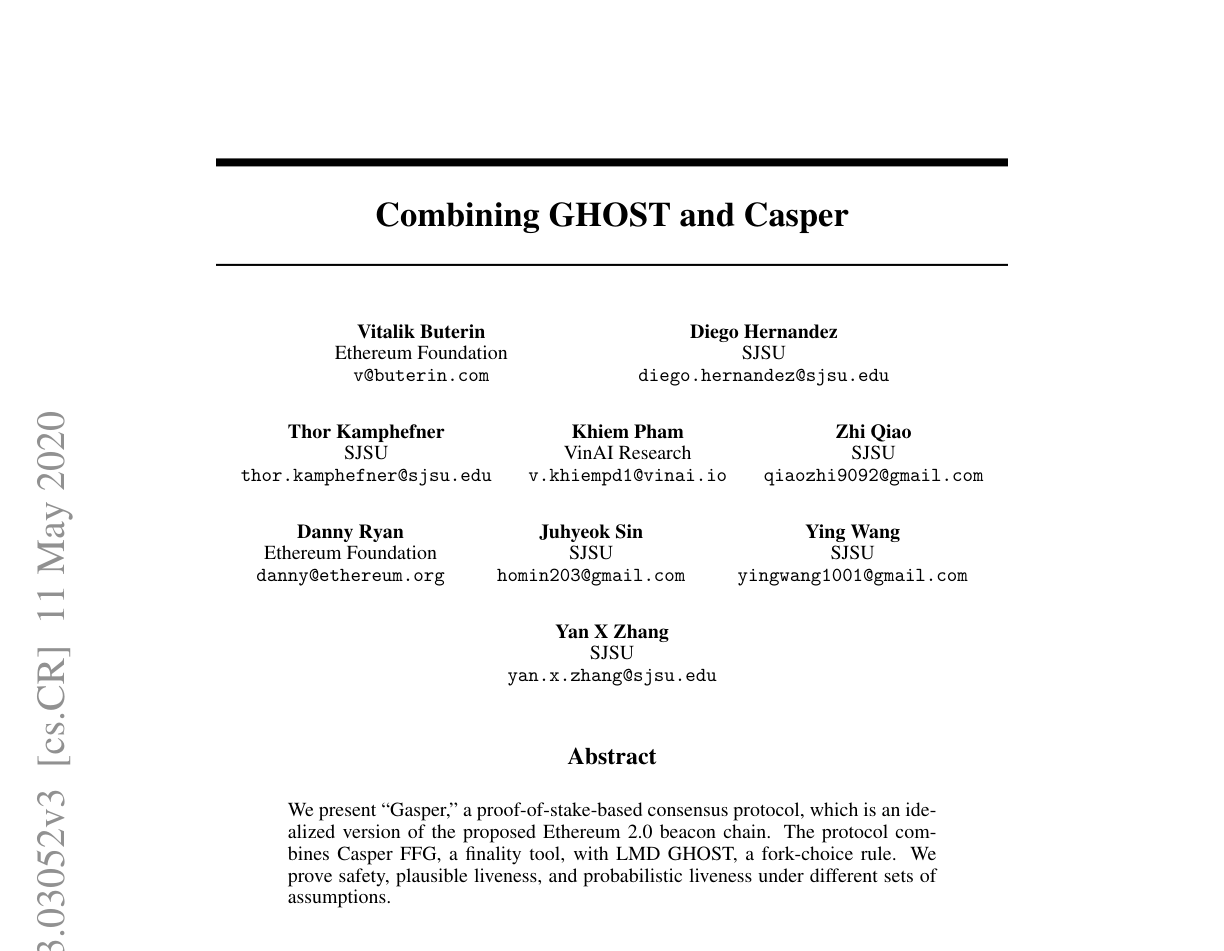 Combining GHOST and Casper
Vitalik Buterin
Ethereum Foundation
v@buterin.com
Diego Hernandez
SJSU
diego.hernandez@sjsu.edu
Thor Kamphefner
SJSU
thor.kamphefner@sjsu.edu
Khiem Pham
VinAI Research
v.khiempd1@vinai.io
Zhi Qiao
SJSU
qiaozhi9092@gmail.com
Danny Ryan
Ethereum Foundation
danny@ethereum.org
Juhyeok Sin
SJSU
homin203@gmail.com
Ying Wang
SJSU
yingwang1001@gmail.com
Yan X Zhang
SJSU
yan.x.zhang@sjsu.edu
Abstract
We present “Gasper,” a proof-of-stake-based consensus protocol, which is an ide-
alized version of the proposed Ethereum 2.0 beacon chain. The protocol com-
bines Casper FFG, a finality tool, with LMD GHOST, a fork-choice rule. We
prove safety, plausible liveness, and probabilistic liveness under different sets of
assumptions.
3.03052v3 [cs.CR] 11 May 2020